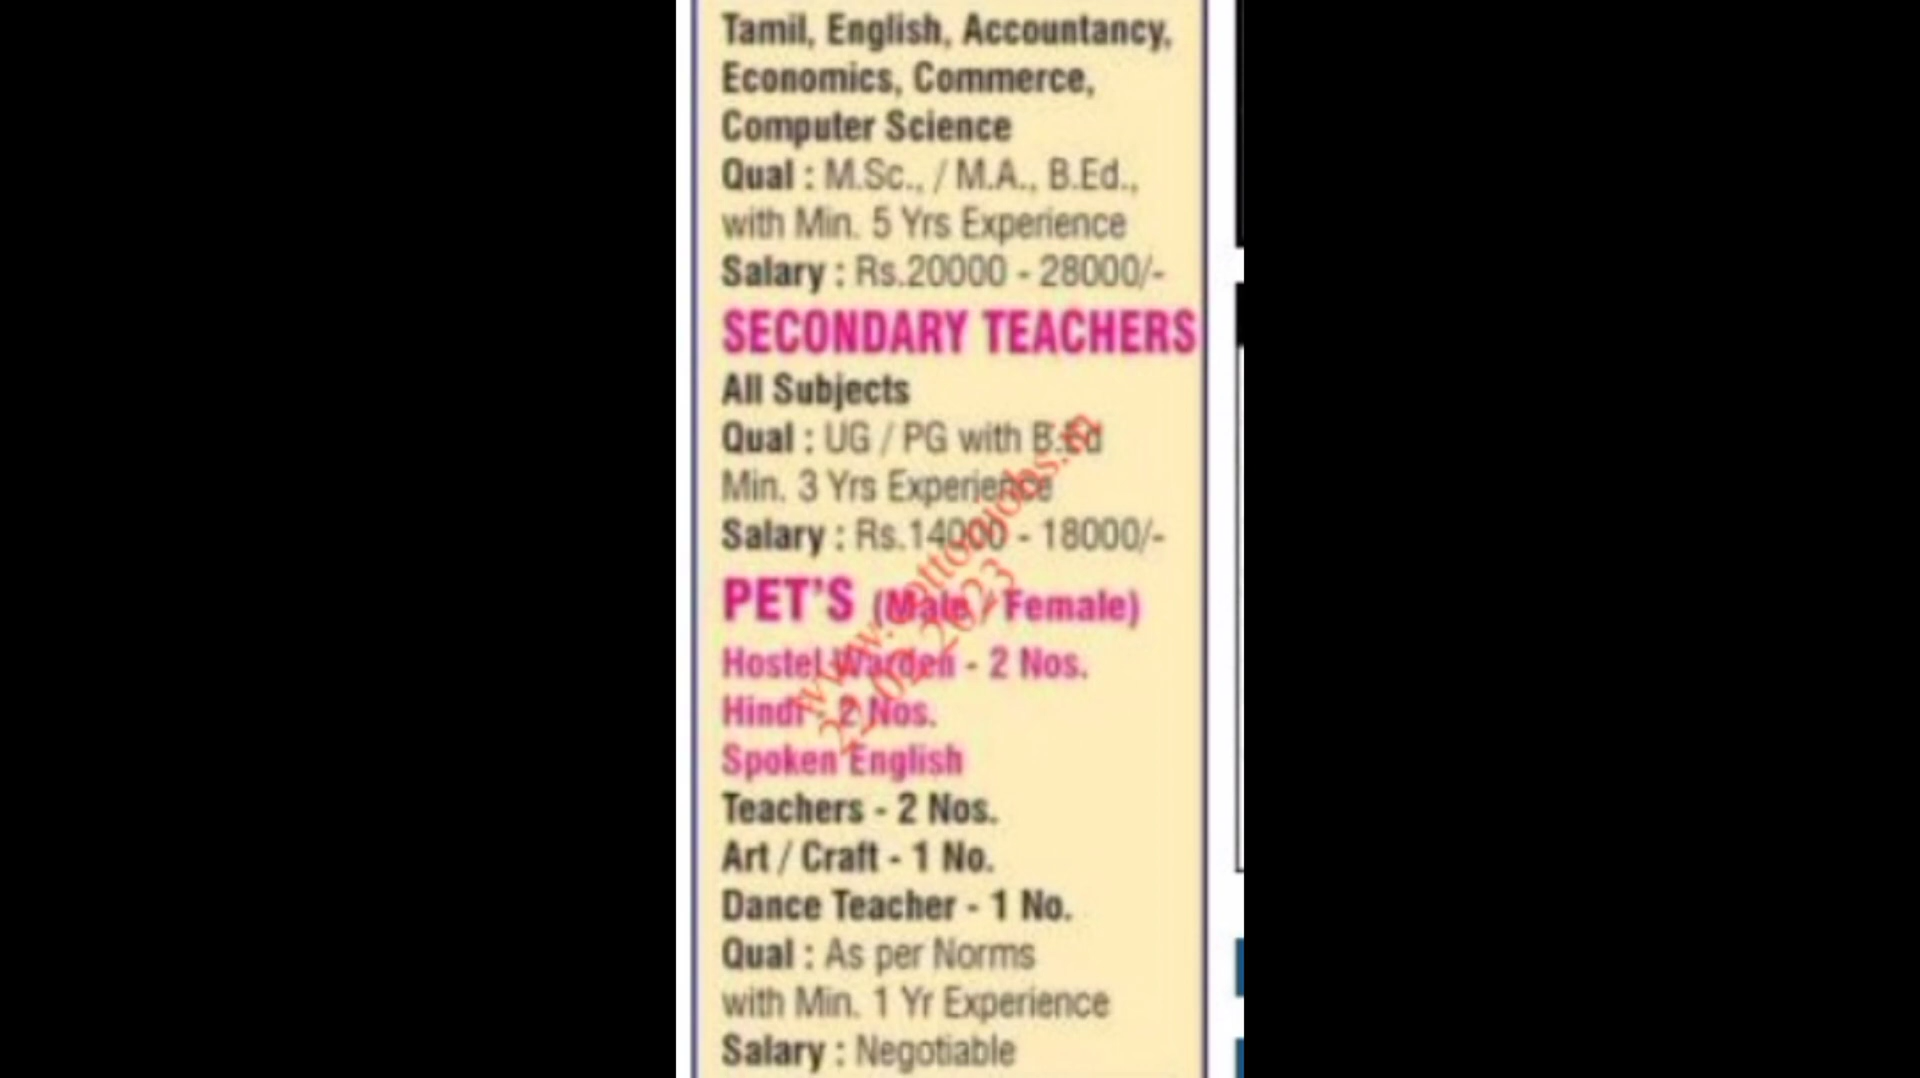 Tamil, English, Accountancy,
Economics, Commerce,
Computer Science
Qual : M.Sc., / M.A., B.Ed.,
with Min. 5 Yrs Experience
Salary : Rs.20000 - 28000/-
SECONDARY TEACHERS
All Subjects
Qual : UG / PG with B.Ed
Min. 3 Yrs Experience
Salary : Rs.14000 - 18000/-
PET'S (Male / Female)
Hostel Warden - 2 Nos.
Hindi - 2 Nos.
Spoken English
Teachers - 2 Nos.
Art / Craft - 1 No.
Dance Teacher - 1 No.
Qual : As per Norms
with Min. 1 Yr Experience
Salary : Negotiable